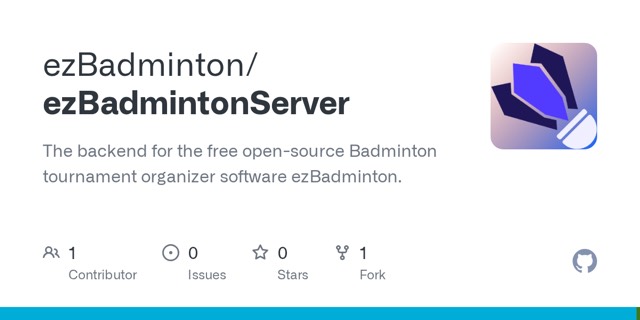 ezBadminton/
ezBadmintonServer
The backend for the free open-source Badminton
tournament organizer software ezBadminton.
1 0 0 1
Contributor Issues Stars Fork